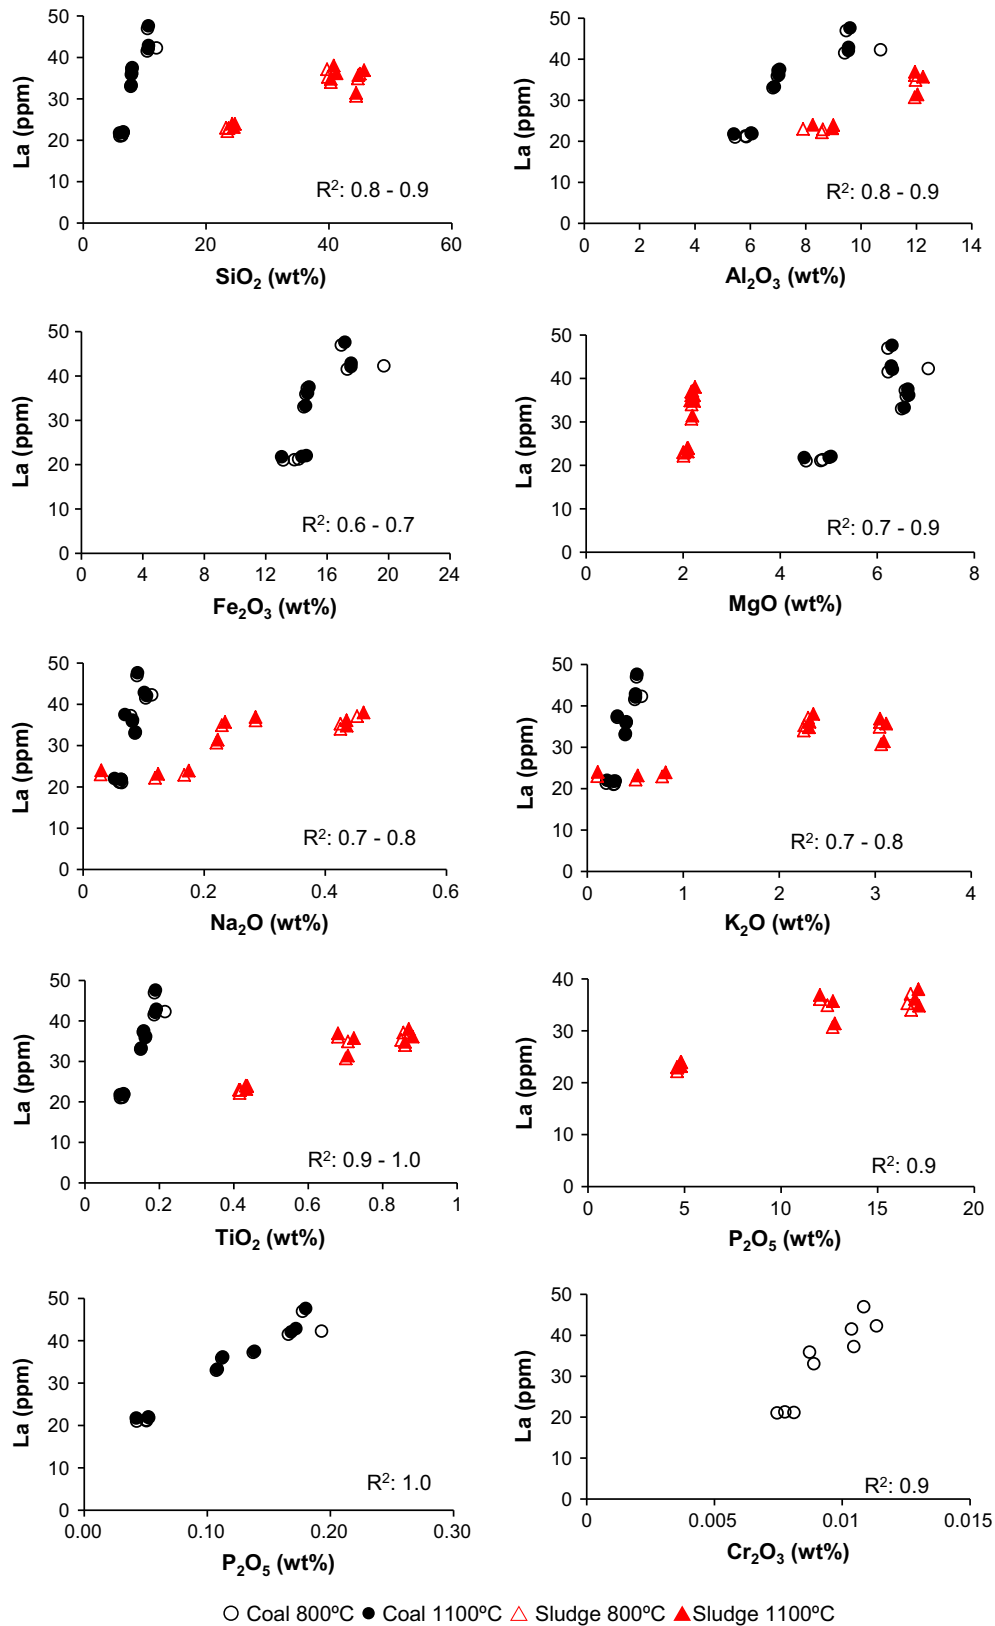 La (ppm)
50
40
30
20
10
0
R²: 0.8 - 0.9
0 20 40 60
SiO₂ (wt%)
La (ppm)
50
40
30
20
10
0
R²: 0.8 - 0.9
0 2 4 6 8 10 12 14
Al₂O₃ (wt%)
La (ppm)
50
40
30
20
10
0
R²: 0.6 - 0.7
0 4 8 12 16 20 24
Fe₂O₃ (wt%)
La (ppm)
50
40
30
20
10
0
R²: 0.7 - 0.9
0 2 4 6 8
MgO (wt%)
La (ppm)
50
40
30
20
10
0
R²: 0.7 - 0.8
0 0.2 0.4 0.6
Na₂O (wt%)
La (ppm)
50
40
30
20
10
0
R²: 0.7 - 0.8
0 1 2 3 4
K₂O (wt%)
La (ppm)
50
40
30
20
10
0
R²: 0.9 - 1.0
0 0.2 0.4 0.6 0.8 1
TiO₂ (wt%)
La (ppm)
40
30
20
10
0
R²: 0.9
0 5 10 15 20
P₂O₅ (wt%)
La (ppm)
50
40
30
20
10
0
R²: 1.0
0.00 0.10 0.20 0.30
P₂O₅ (wt%)
La (ppm)
50
40
30
20
10
0
R²: 0.9
0 0.005 0.01 0.015
Cr₂O₃ (wt%)
Coal 800ºC Coal 1100ºC Sludge 800ºC Sludge 1100ºC